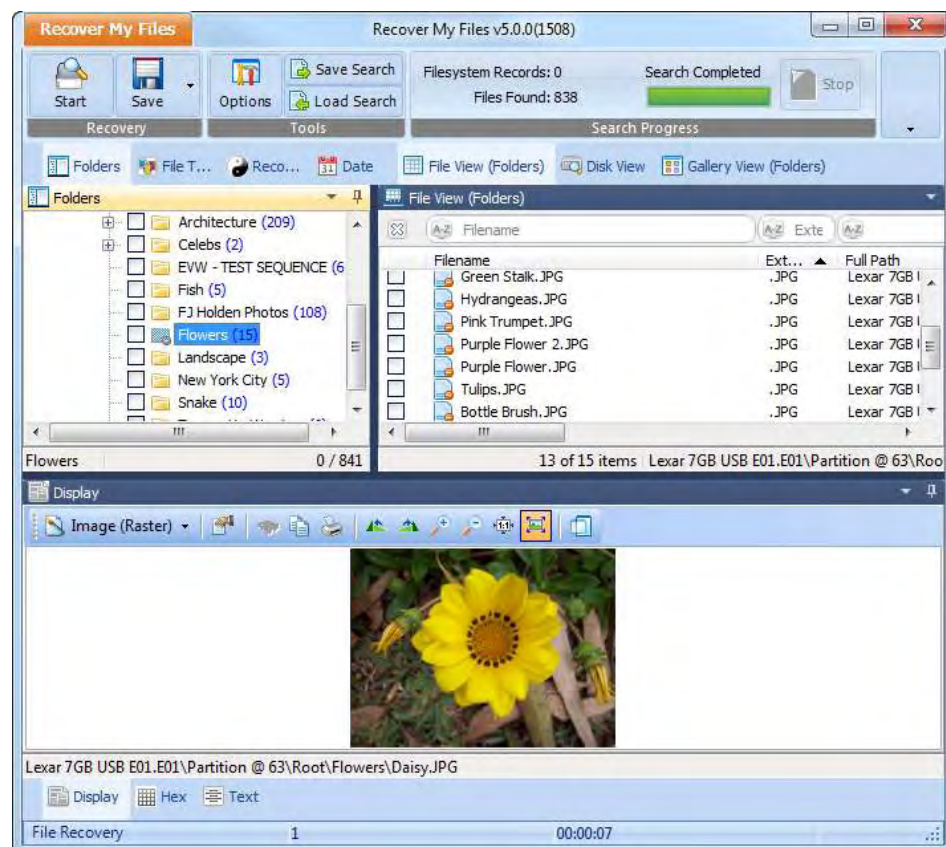 Recover My Files
Recover My Files v5.0.0(1508)
Start
Save
Recovery
Options
Save Search
Load Search
Tools
Filesystem Records: 0
Files Found: 838
Search Completed
Stop
Search Progress
Folders
File T...
Reco...
Date
File View (Folders)
Disk View
Gallery View (Folders)
Folders
Architecture (209)
Celebs (2)
EVW - TEST SEQUENCE (6
Fish (5)
FJ Holden Photos (108)
Flowers (15)
Landscape (3)
New York City (5)
Snake (10)
Flowers 0 / 841
File View (Folders)
A-Z Filename A-Z Exte A-Z
Filename Ext... Full Path
Green Stalk.JPG .JPG Lexar 7GB
Hydrangeas.JPG .JPG Lexar 7GB
Pink Trumpet.JPG .JPG Lexar 7GB
Purple Flower 2.JPG .JPG Lexar 7GB
Purple Flower.JPG .JPG Lexar 7GB
Tulips.JPG .JPG Lexar 7GB
Bottle Brush.JPG .JPG Lexar 7GB
13 of 15 items Lexar 7GB USB E01.E01\Partition @ 63\Roo
Display
Image (Raster)
1:1
Lexar 7GB USB E01.E01\Partition @ 63\Root\Flowers\Daisy.JPG
Display
Hex
Text
File Recovery 1 00:00:07